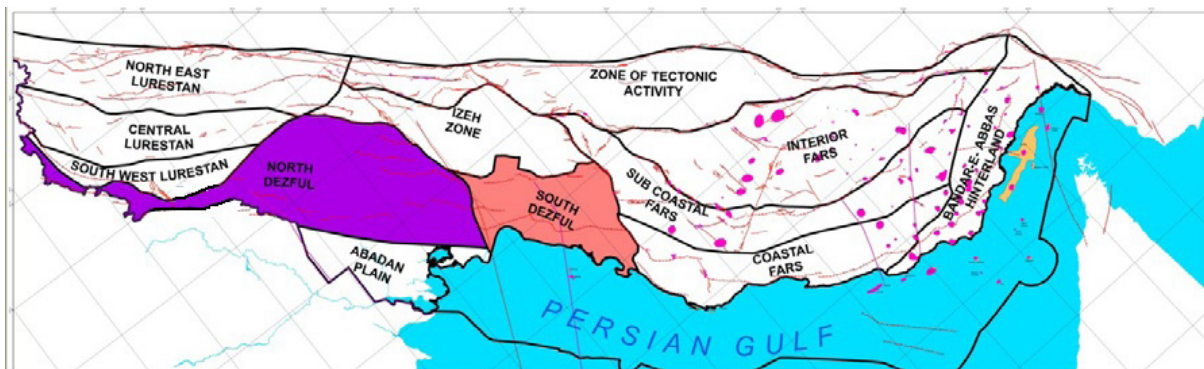 NORTH EAST
LURESTAN
ZONE OF TECTONIC
ACTIVITY
IZEH
ZONE
CENTRAL
LURESTAN
INTERIOR
FARS
SOUTH WEST LURESTAN
NORTH
DEZFUL
SUB COASTAL
FARS
BANDAR-E-ABBAS
HINTERLAND
SOUTH
DEZFUL
ABADAN
PLAIN
COASTAL
FARS
PERSIAN GULF